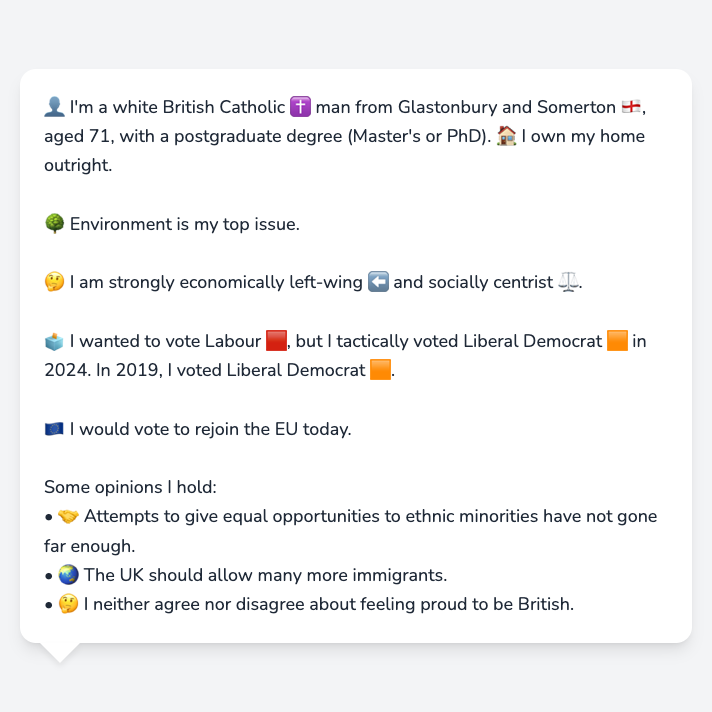 👤 I'm a white British Catholic ✝️ man from Glastonbury and Somerton 🏴󠁧󠁢󠁥󠁮󠁧󠁿,
aged 71, with a postgraduate degree (Master's or PhD). 🏠 I own my home
outright.
🌳 Environment is my top issue.
🤔 I am strongly economically left-wing ⬅️ and socially centrist ⚖️.
🗳️ I wanted to vote Labour 🟥, but I tactically voted Liberal Democrat 🟧 in
2024. In 2019, I voted Liberal Democrat 🟧.
🇪🇺 I would vote to rejoin the EU today.
Some opinions I hold:
• 🤝 Attempts to give equal opportunities to ethnic minorities have not gone
far enough.
• 🌏 The UK should allow many more immigrants.
• 🤔 I neither agree nor disagree about feeling proud to be British.